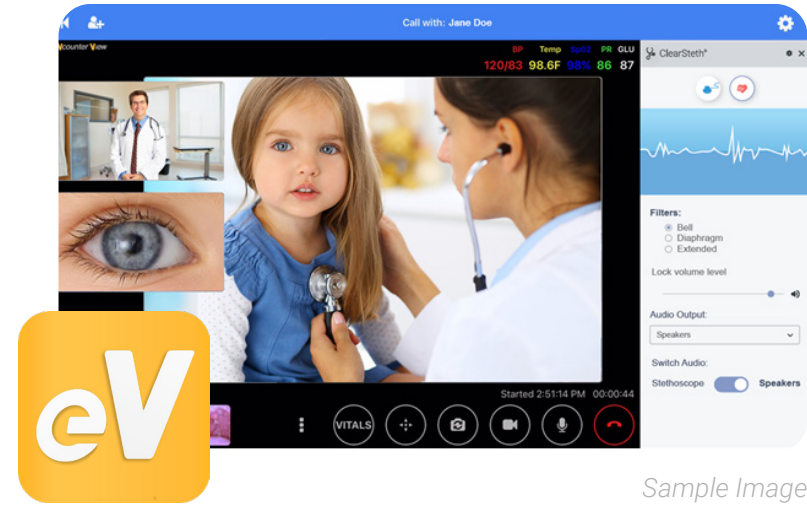 Call with: Jane Doe
BP Temp SpO2 PR GLU
120/83 98.6F 98% 86 87
ClearSteth®
Filters:
Bell
Diaphragm
Extended
Lock volume level
Audio Output:
Speakers
Switch Audio:
Stethoscope Speakers
Started 2:51:14 PM 00:00:44
VITALS
eV
Sample Image